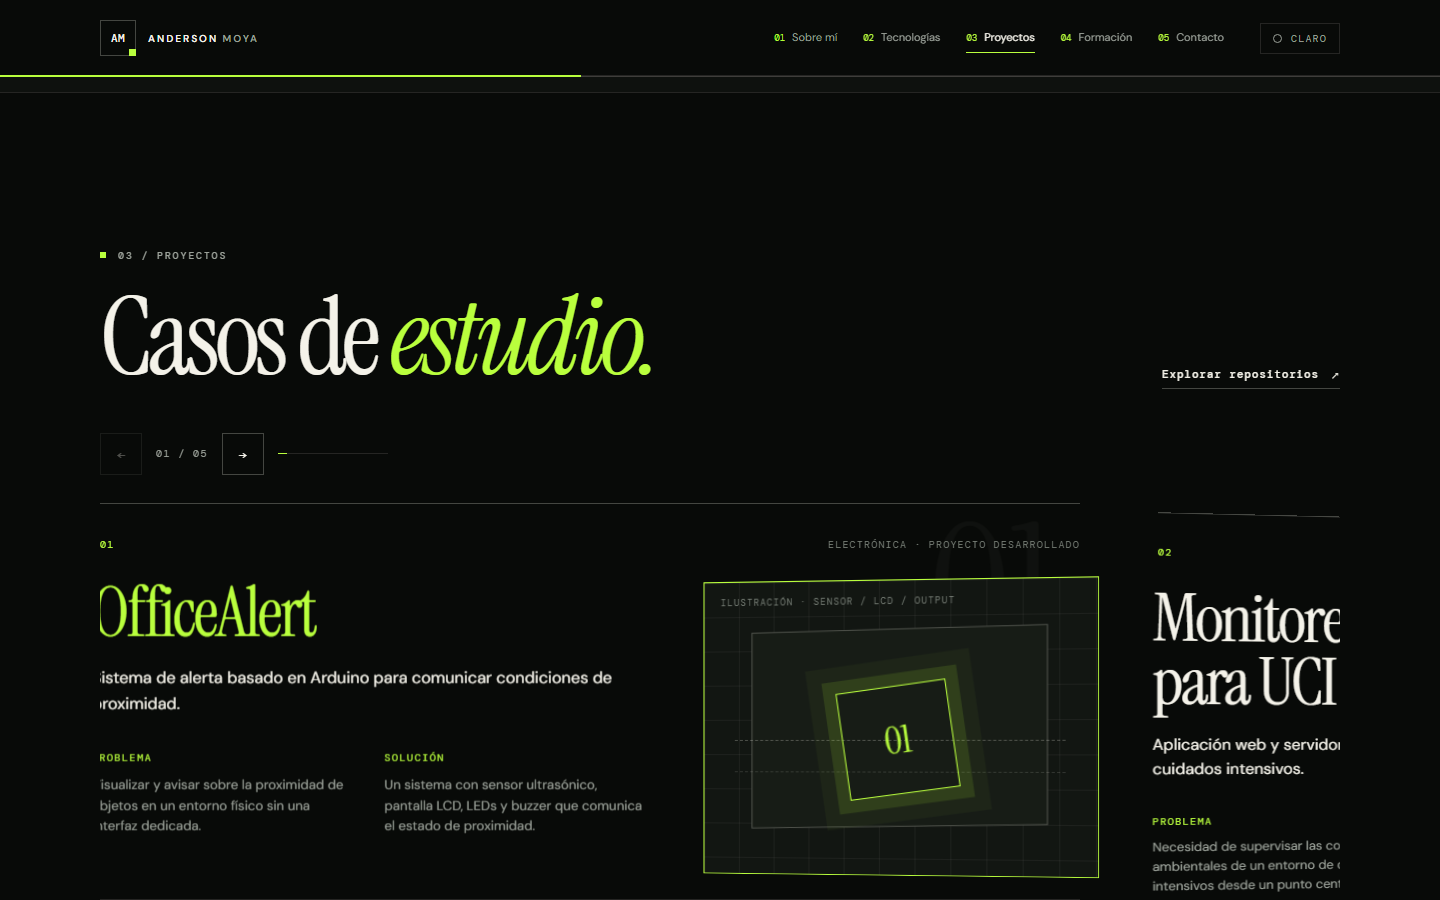 AM
ANDERSON MOYA
01 Sobre mí
02 Tecnologías
03 Proyectos
04 Formación
05 Contacto
CLARO
03 / PROYECTOS
Casos de estudio.
Explorar repositorios ↗
← 01 / 05 →
01
ELECTRÓNICA · PROYECTO DESARROLLADO
01
OfficeAlert
istema de alerta basado en Arduino para comunicar condiciones de
roximidad.
ROBLEMA
isualizar y avisar sobre la proximidad de
bjetos en un entorno físico sin una
nterfaz dedicada.
SOLUCIÓN
Un sistema con sensor ultrasónico,
pantalla LCD, LEDs y buzzer que comunica
el estado de proximidad.
ILUSTRACIÓN · SENSOR / LCD / OUTPUT
01
02
Monitore
para UCI
Aplicación web y servidor
cuidados intensivos.
PROBLEMA
Necesidad de supervisar las co
ambientales de un entorno de c
intensivos desde un punto cent